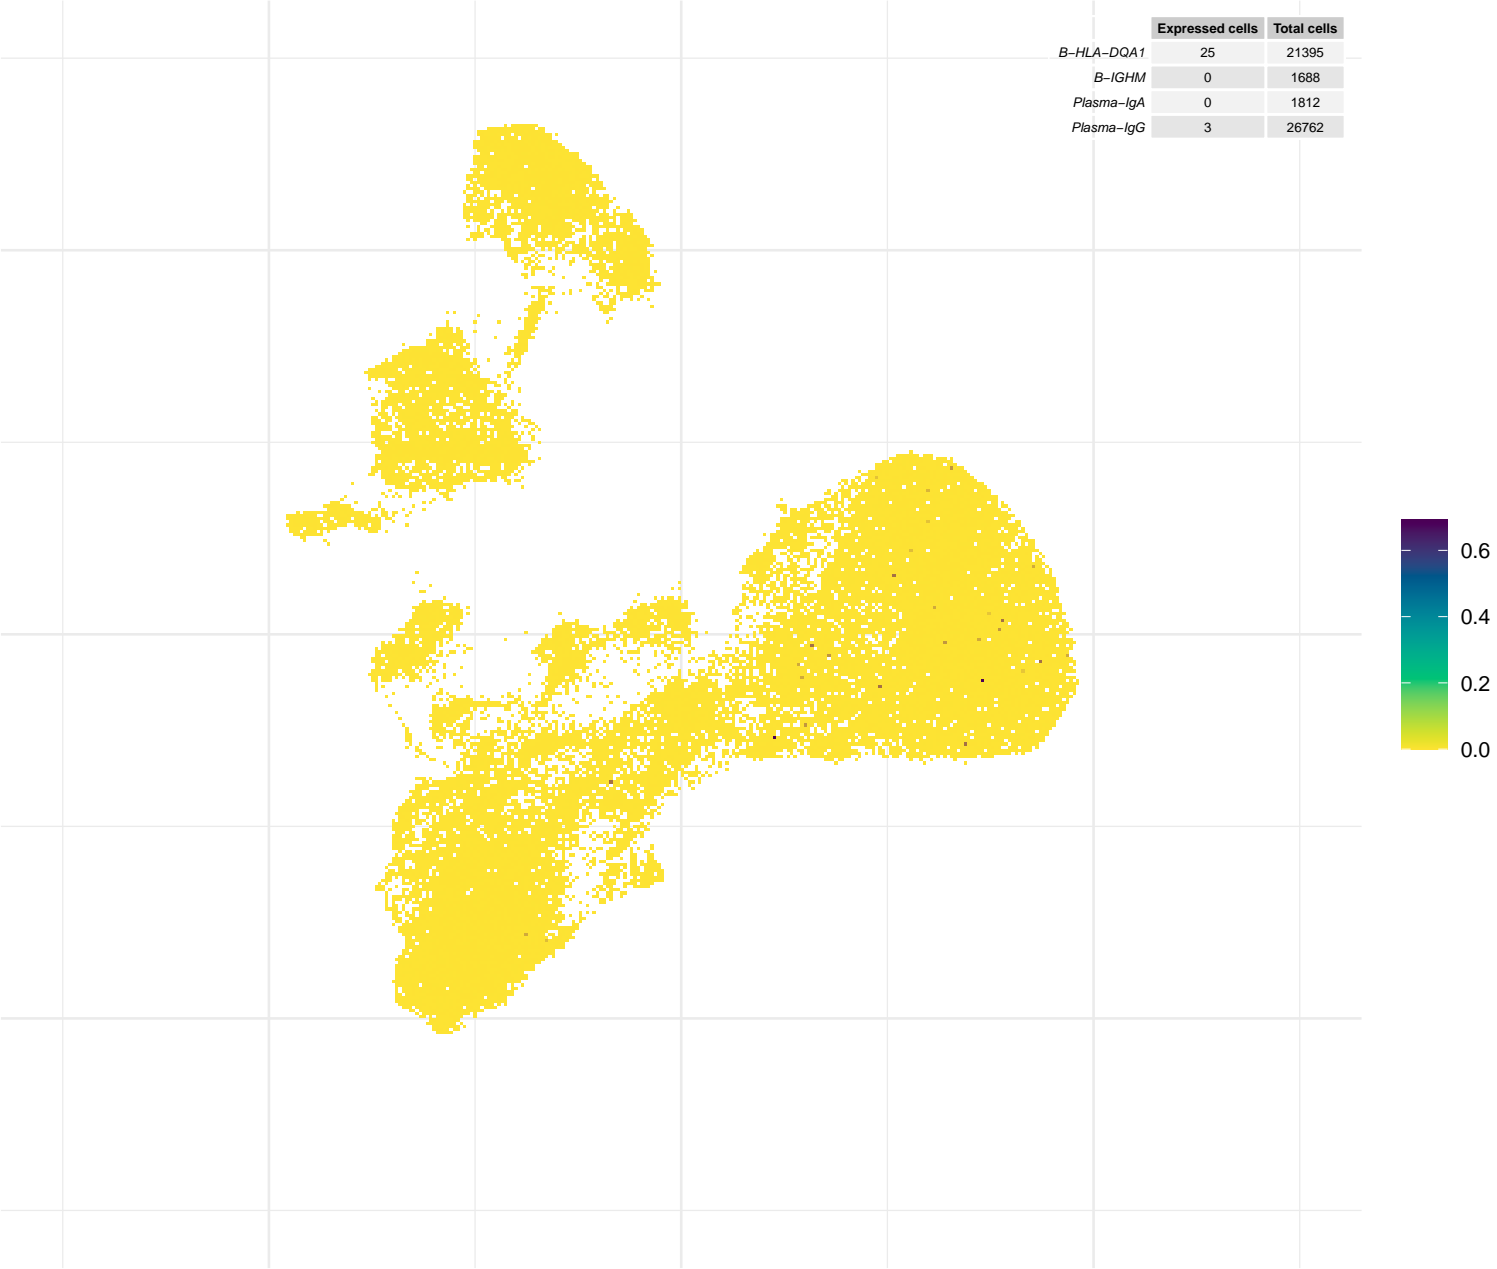 Expressed cells Total cells
B−HLA−DQA1 25 21395
B−IGHM 0 1688
Plasma−IgA 0 1812
Plasma−IgG 3 26762
0.6
0.4
0.2
0.0